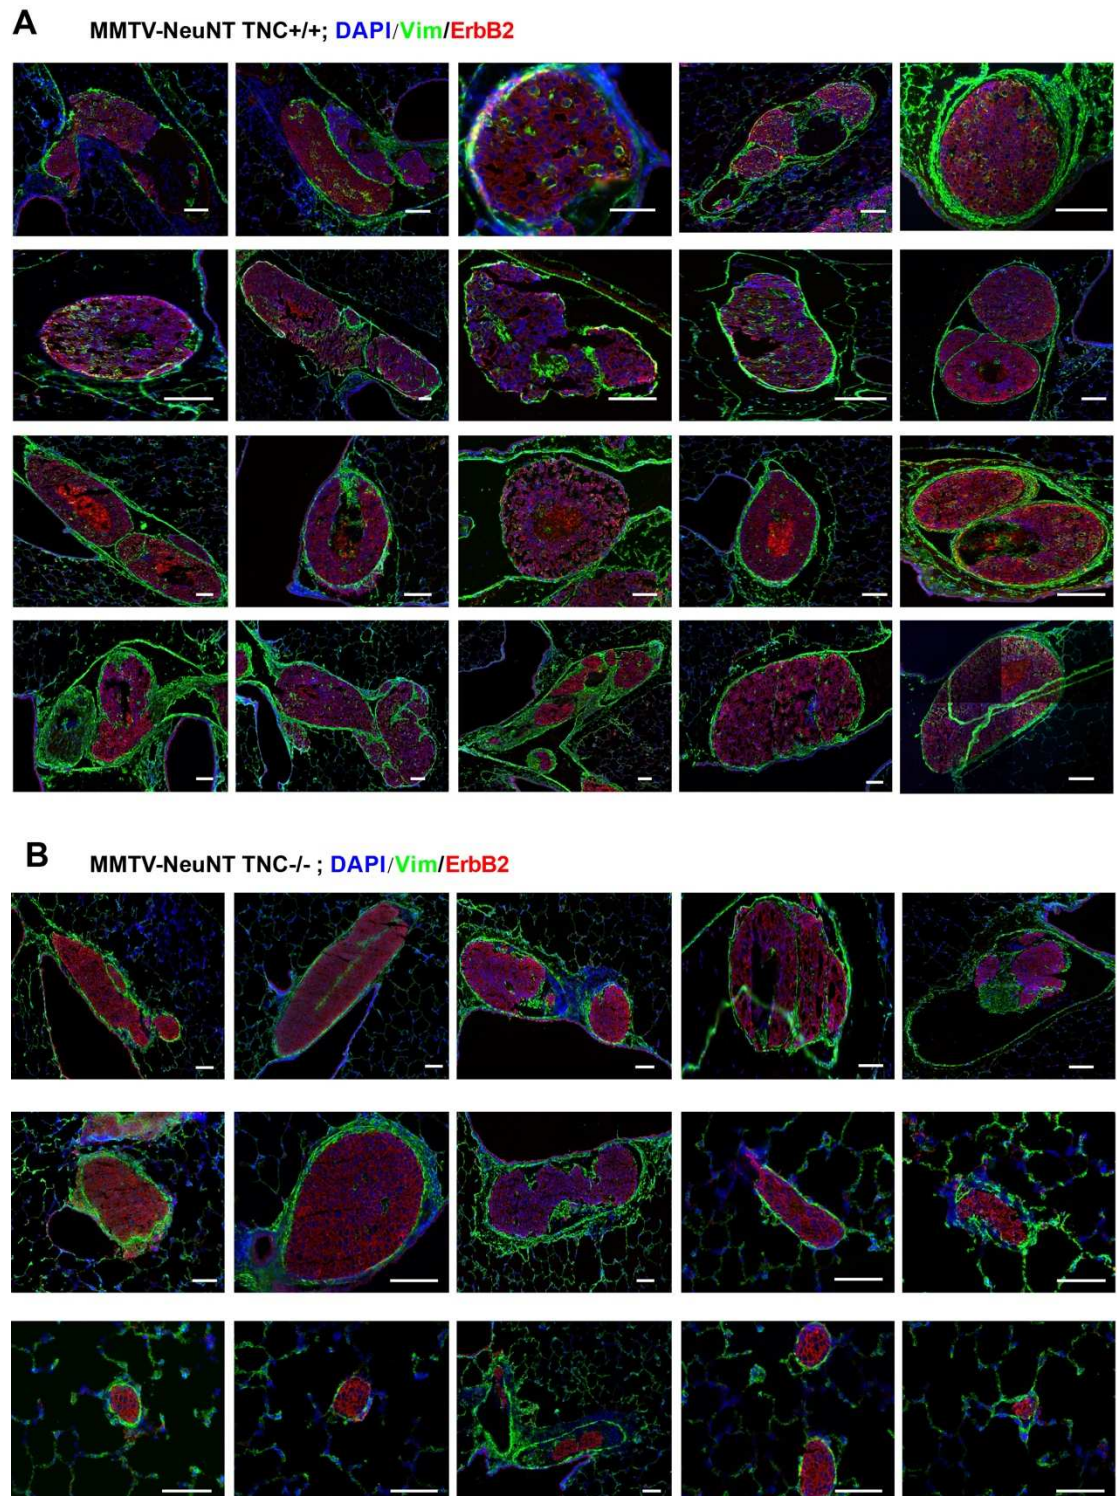 A
MMTV-NeuNT TNC+/+; DAPI/Vim/ErbB2
B
MMTV-NeuNT TNC-/- ; DAPI/Vim/ErbB2